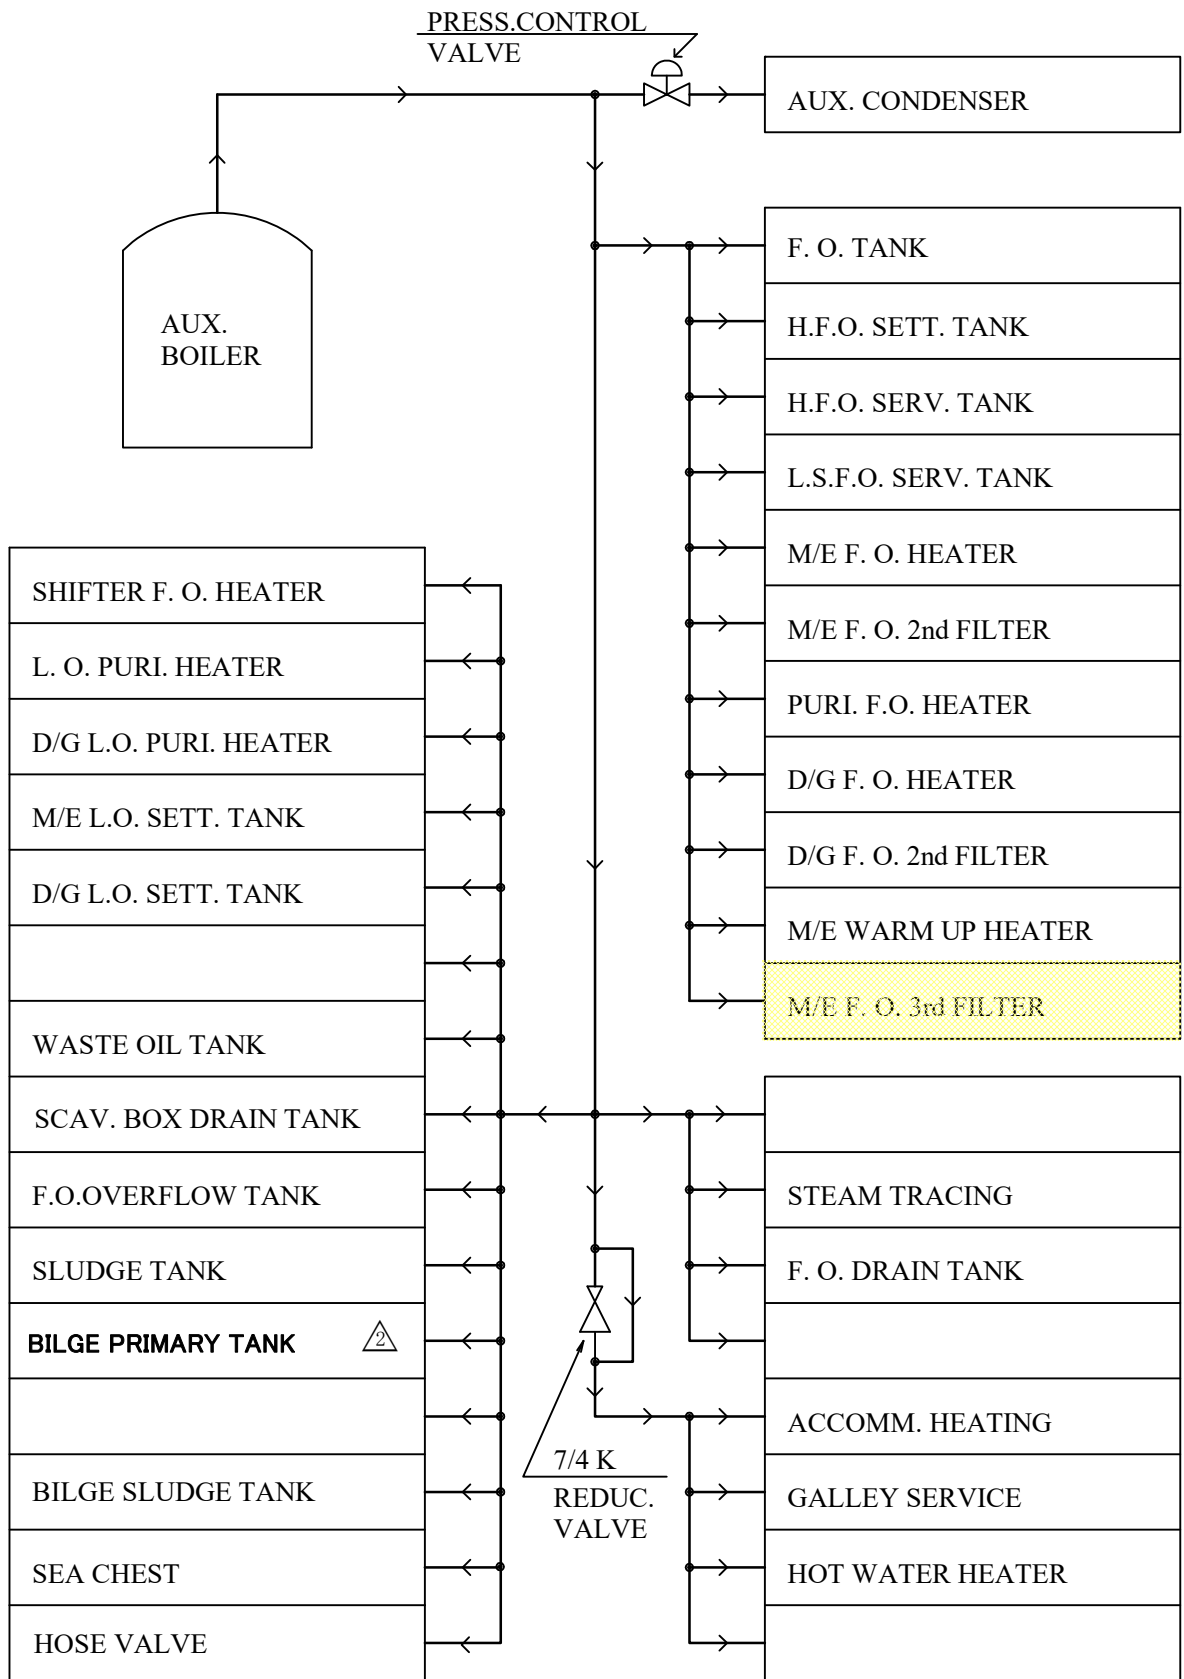 PRESS.CONTROL
VALVE
AUX. CONDENSER
AUX.
BOILER
F. O. TANK
H.F.O. SETT. TANK
H.F.O. SERV. TANK
L.S.F.O. SERV. TANK
M/E F. O. HEATER
M/E F. O. 2nd FILTER
PURI. F.O. HEATER
D/G F. O. HEATER
D/G F. O. 2nd FILTER
M/E WARM UP HEATER
M/E F. O. 3rd FILTER
SHIFTER F. O. HEATER
L. O. PURI. HEATER
D/G L.O. PURI. HEATER
M/E L.O. SETT. TANK
D/G L.O. SETT. TANK
WASTE OIL TANK
SCAV. BOX DRAIN TANK
F.O.OVERFLOW TANK
SLUDGE TANK
BILGE PRIMARY TANK 2
BILGE SLUDGE TANK
SEA CHEST
HOSE VALVE
STEAM TRACING
F. O. DRAIN TANK
7/4 K
REDUC.
VALVE
ACCOMM. HEATING
GALLEY SERVICE
HOT WATER HEATER